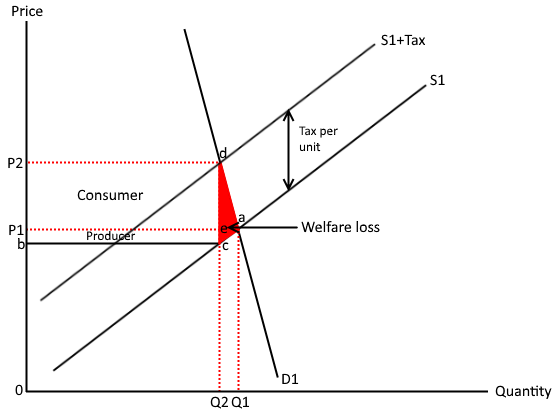 Price
S1+Tax
S1
d
Tax per
unit
P2
Consumer
a
P1
e
Welfare loss
Producer
b
c
D1
0
Quantity
Q2 Q1